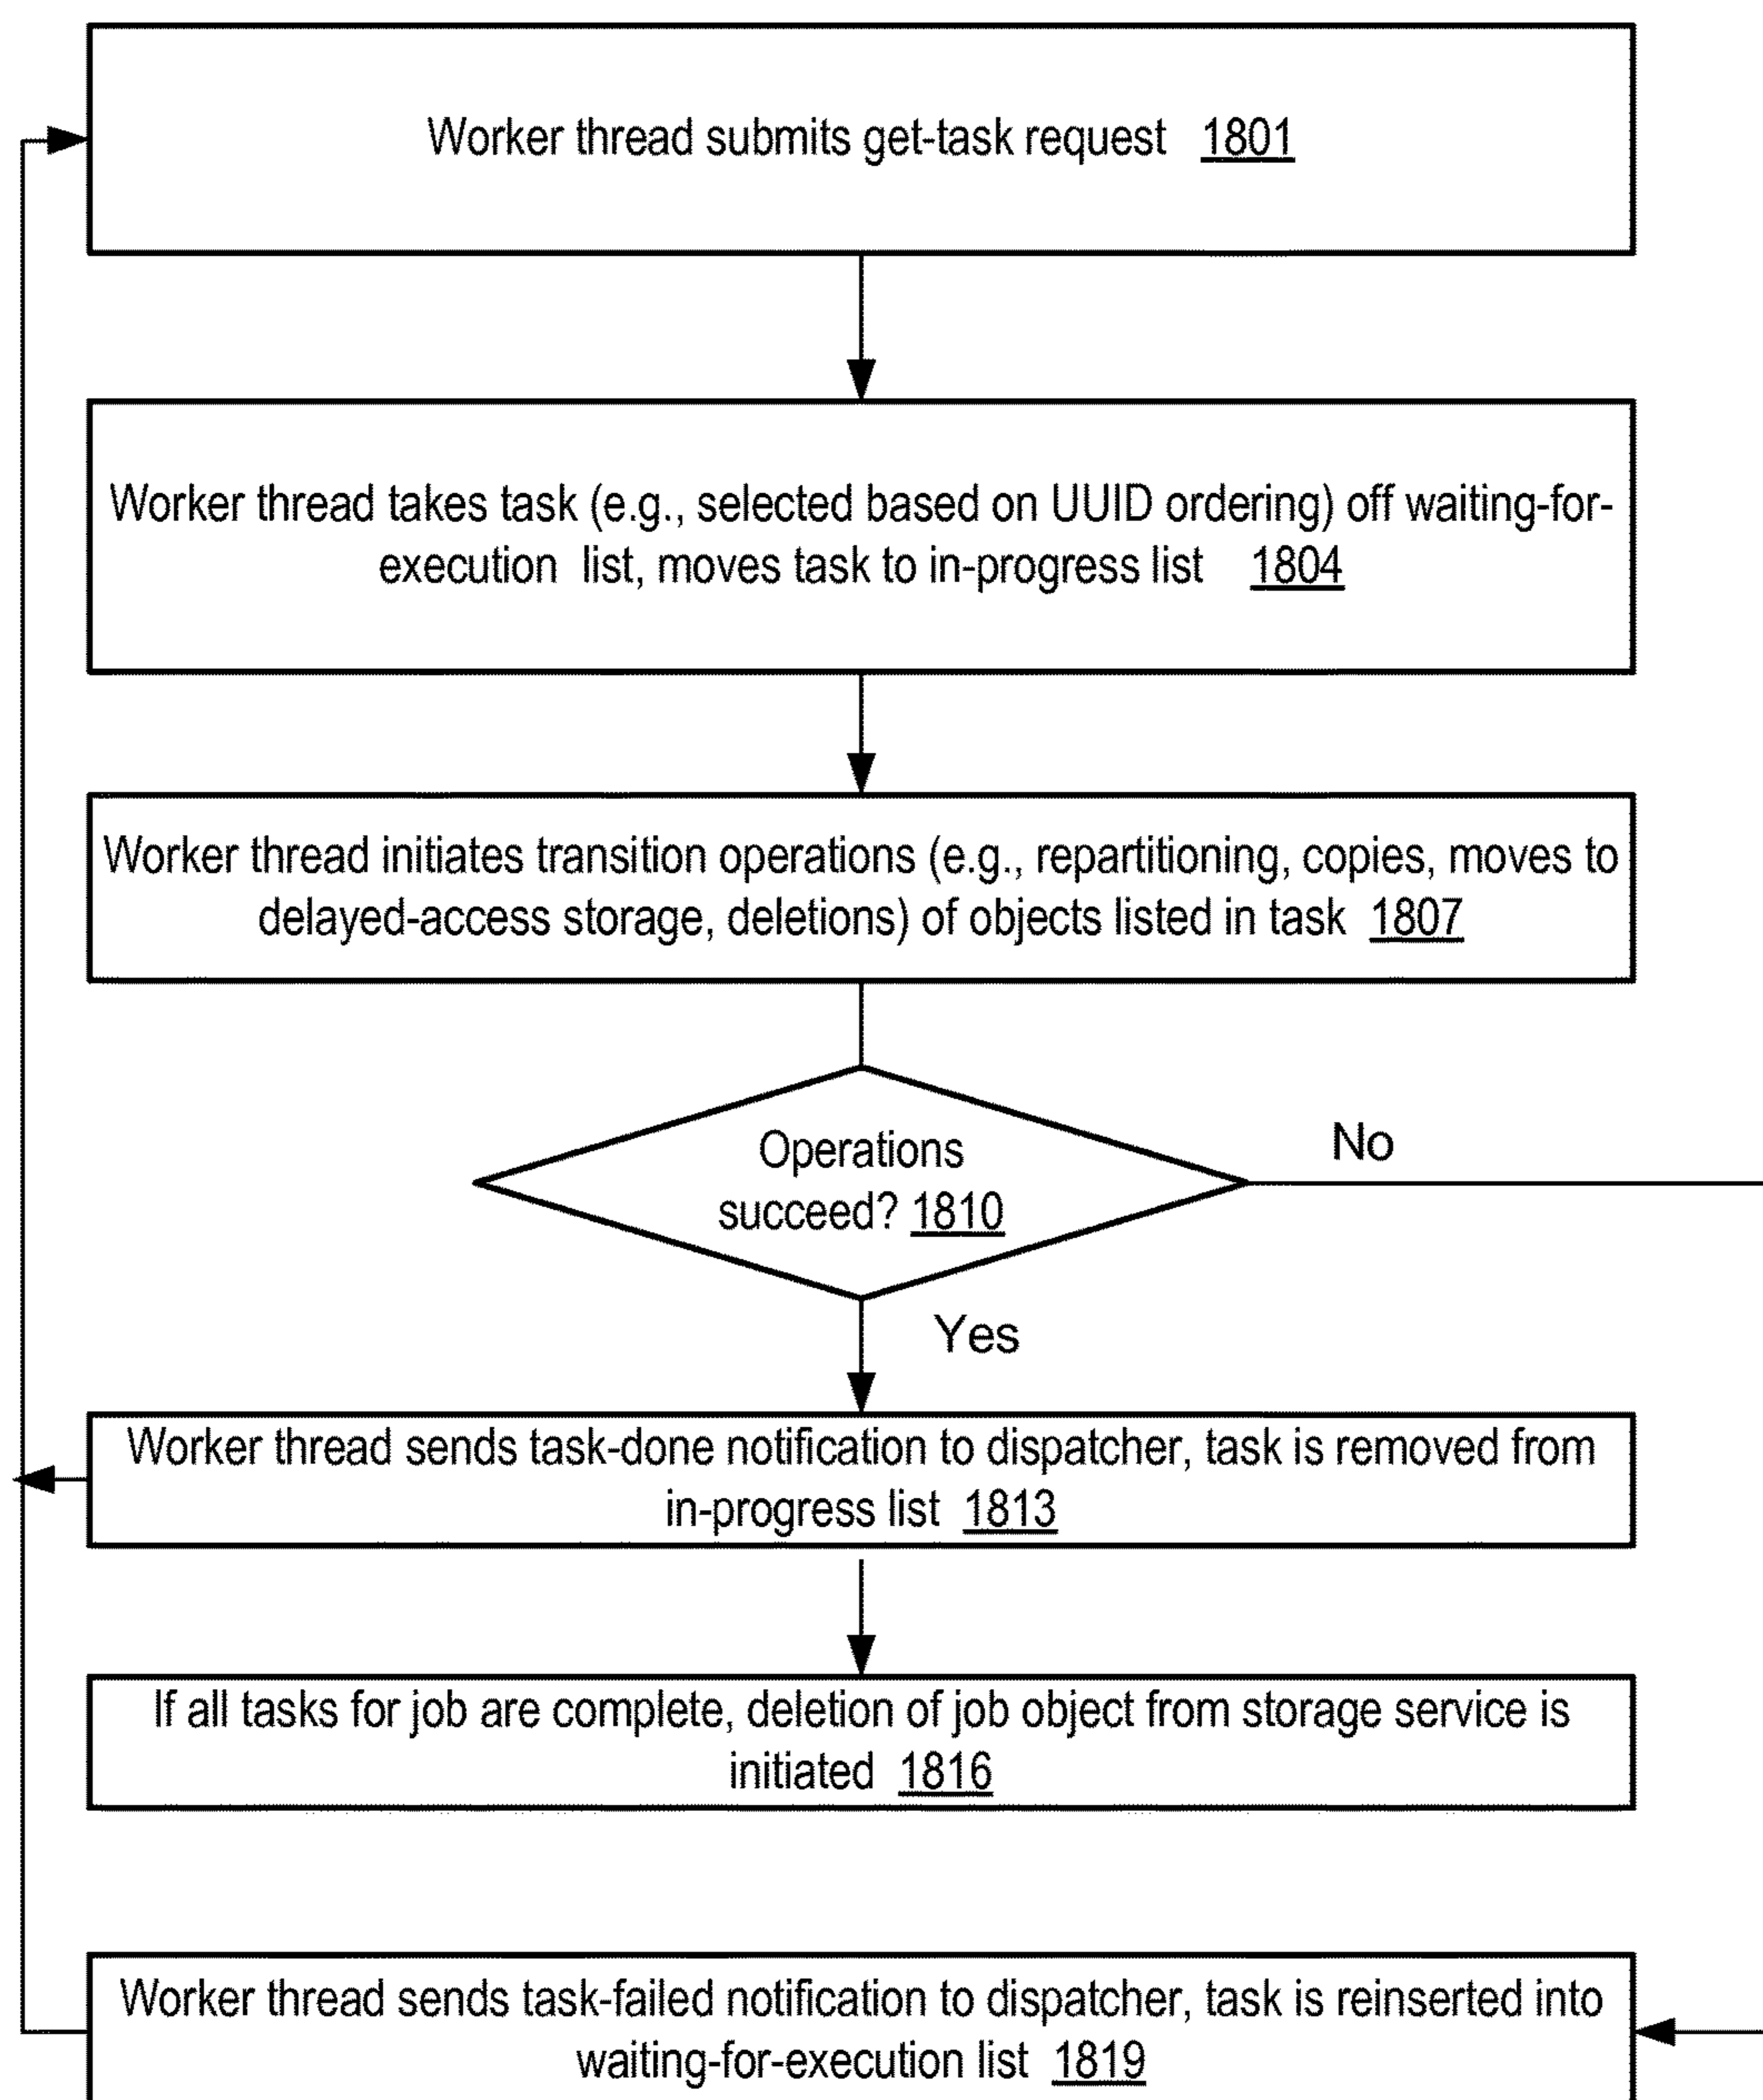 Worker thread submits get-task request 1801
Worker thread takes task (e.g., selected based on UUID ordering) off waiting-for-
execution list, moves task to in-progress list 1804
Worker thread initiates transition operations (e.g., repartitioning, copies, moves to
delayed-access storage, deletions) of objects listed in task 1807
Operations
succeed? 1810
No
Yes
Worker thread sends task-done notification to dispatcher, task is removed from
in-progress list 1813
If all tasks for job are complete, deletion of job object from storage service is
initiated 1816
Worker thread sends task-failed notification to dispatcher, task is reinserted into
waiting-for-execution list 1819